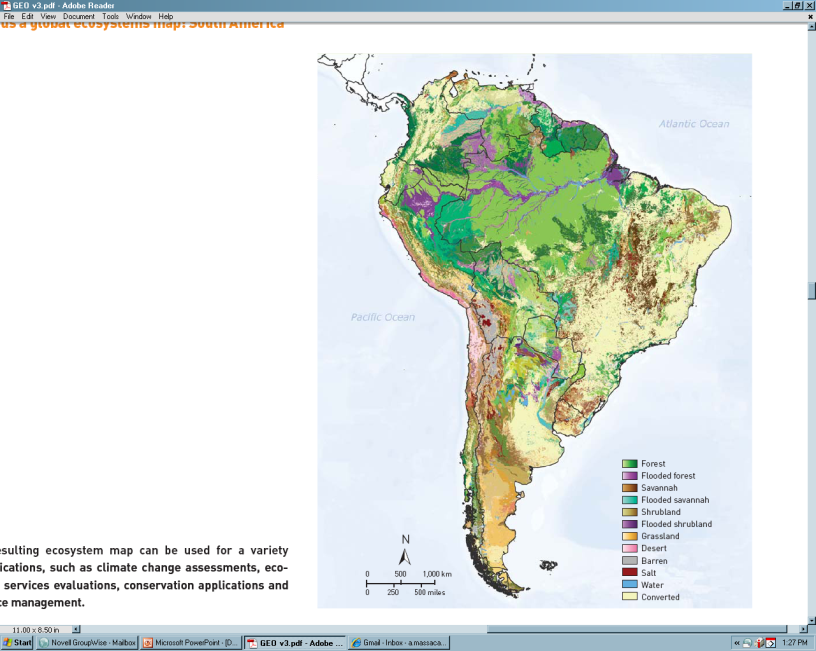 GEO v3.pdf - Adobe Reader
File Edit View Document Tools Window Help
us a global ecosystems map: South America
Atlantic Ocean
Pacific Ocean
Forest
Flooded forest
Savannah
Flooded savannah
Shrubland
Flooded shrubland
Grassland
Desert
Barren
Salt
Water
Converted
N
0 500 1,000 km
0 250 500 miles
esulting ecosystem map can be used for a variety
lications, such as climate change assessments, eco-
services evaluations, conservation applications and
ce management.
11.00 x 8.50 in
Start
Novell GroupWise - Mailbox
Microsoft PowerPoint - [D...
GEO v3.pdf - Adobe ...
Gmail - Inbox - a.massaca...
1:27 PM